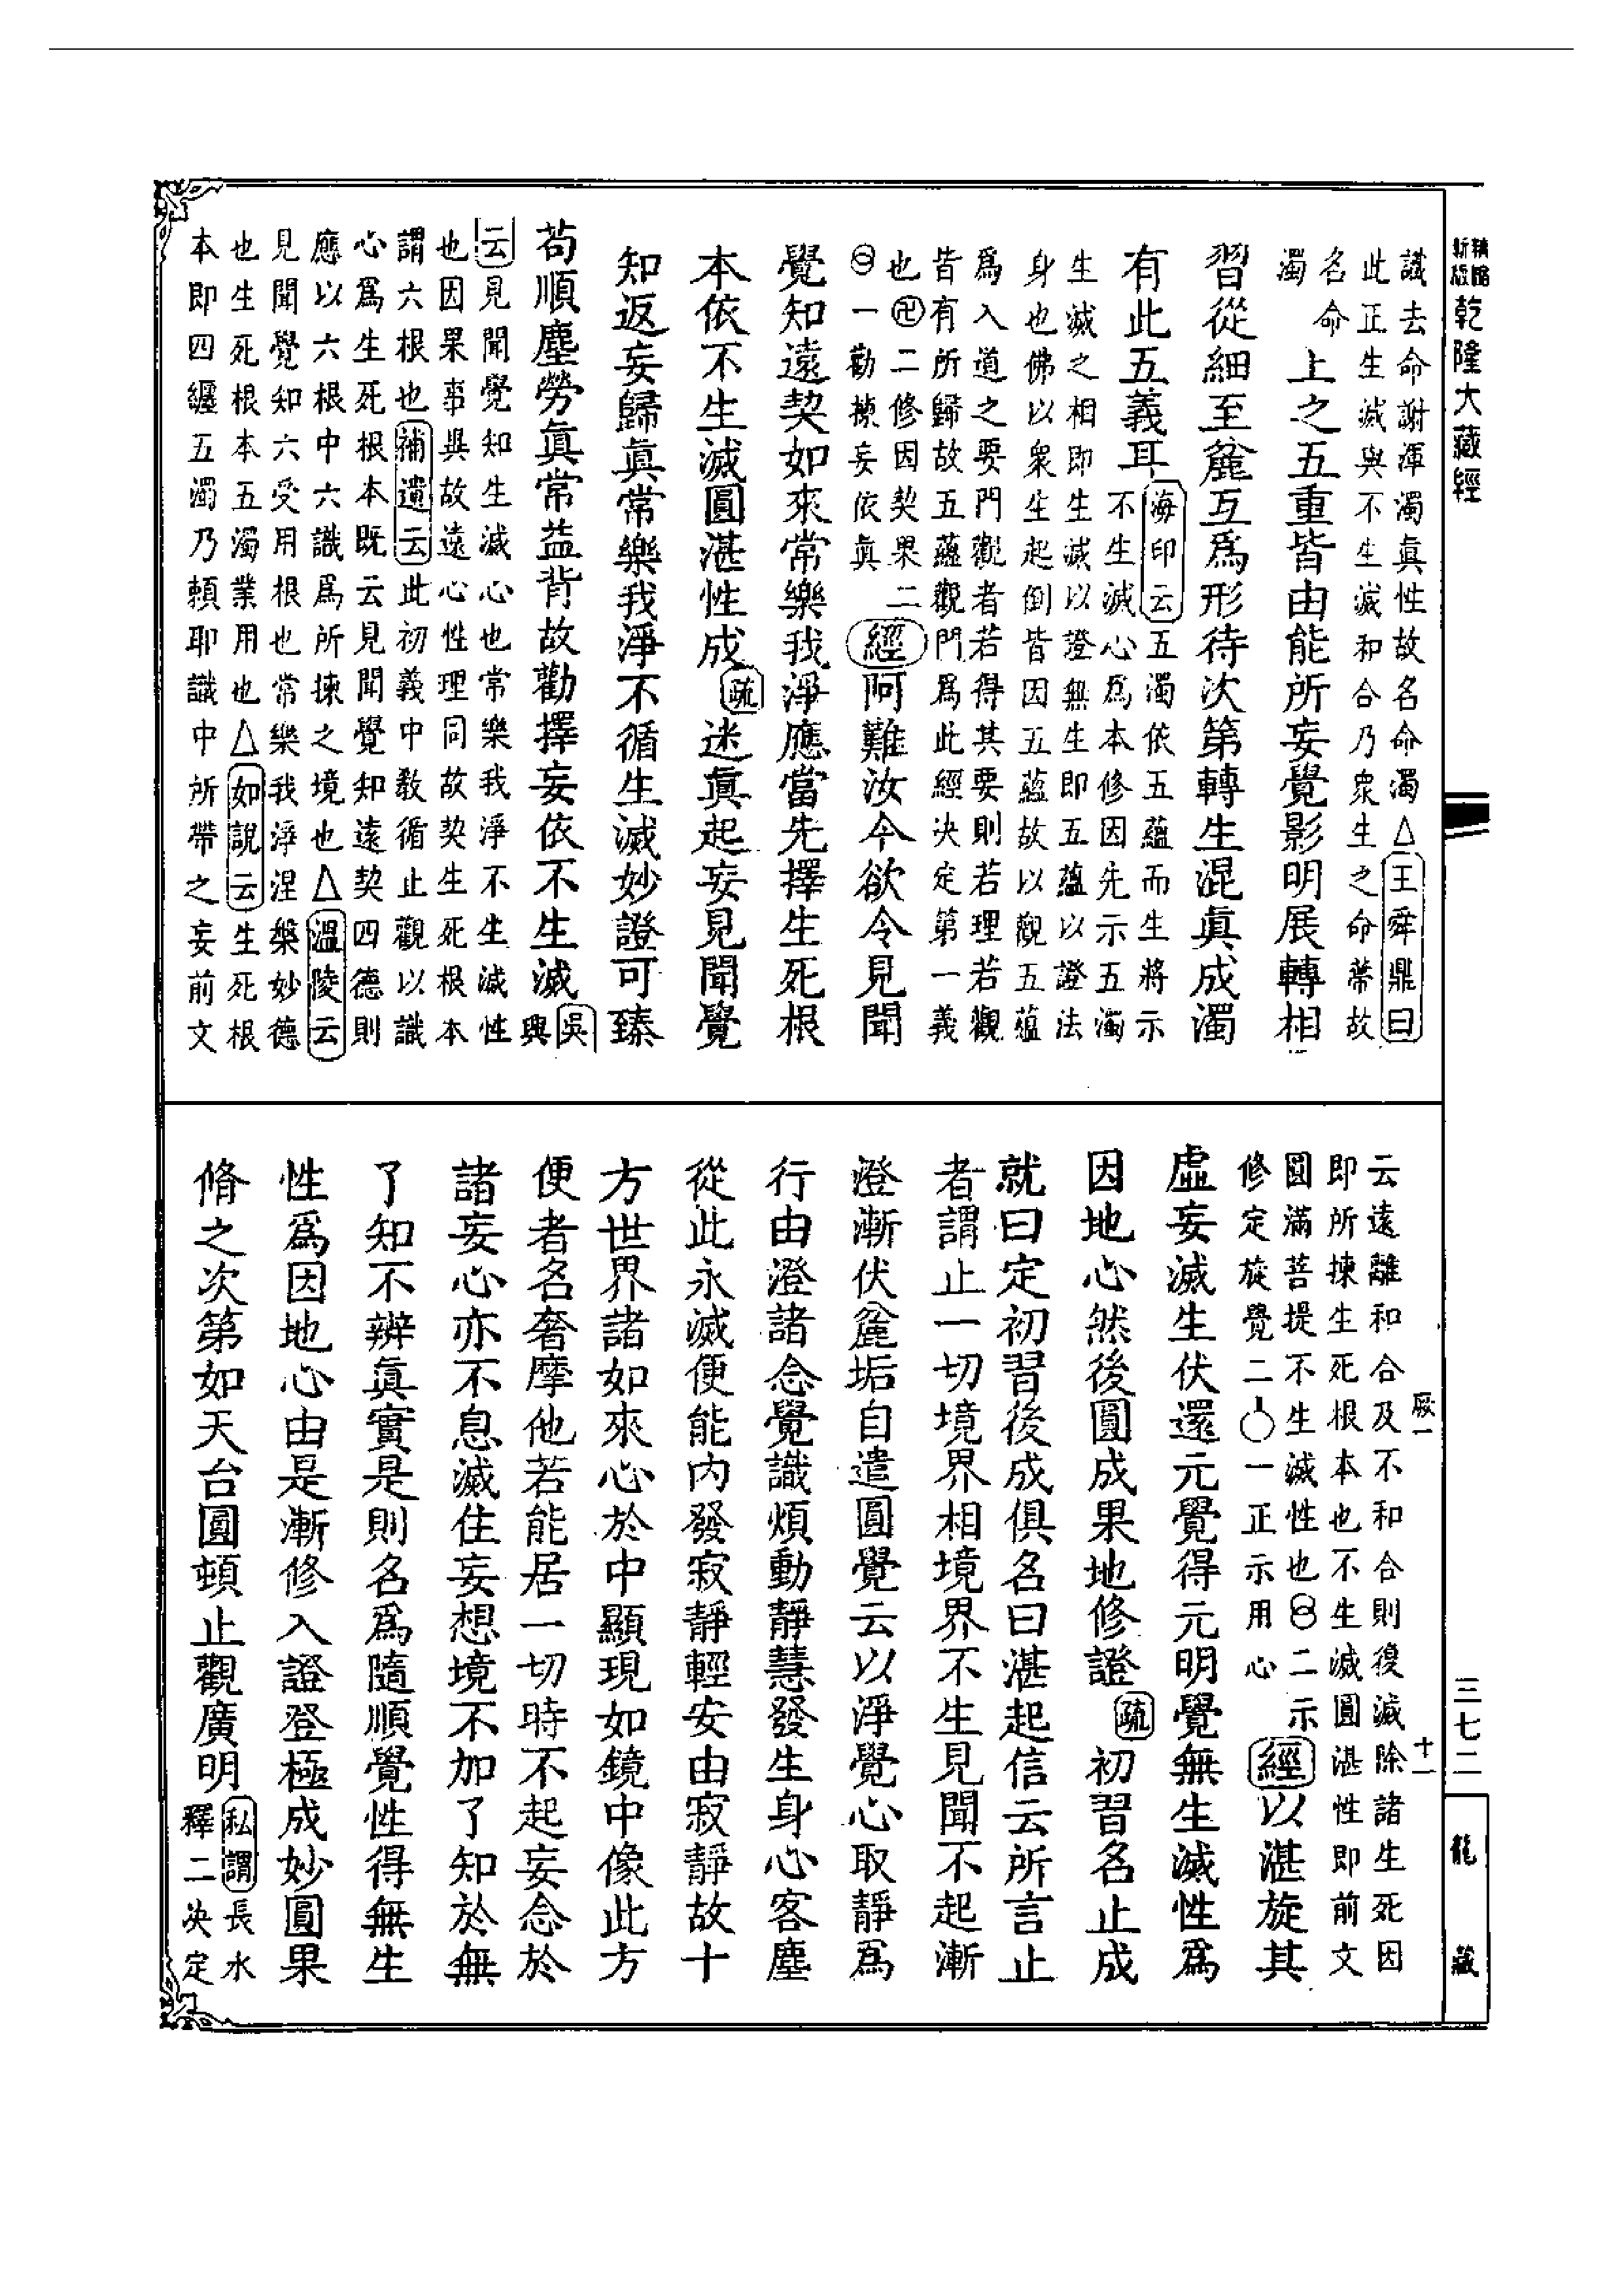 乾隆大藏經
識去命謝渾濁眞性故名命濁△王舜鼎曰
此正生滅與不生滅和合乃衆生之命蒂故
名命
濁
上之五重皆由能所妄覺影明展轉相
習從細至麄互爲形待次第轉生混眞成濁
有此五義耳
海印云五濁依五蘊而生將示
不生滅心爲本修因先示五濁
生滅之相即生滅以證無生即五蘊以證法
身也佛以衆生起倒皆因五蘊故以觀五蘊
爲入道之要門觀者若得其要則若理若觀
皆有所歸故五蘊觀門爲此經决定第一義
也卍二修因契果二
一勸揀妄依眞
經阿難汝今欲令見聞
覺知遠契如來常樂我淨應當先擇生死根
本依不生滅圓湛性成
疏迷眞起妄見聞覺
知返妄歸眞常樂我淨不循生滅妙證可臻
苟順塵勞眞常益背故勸擇妄依不生滅
吳
興
云見聞覺知生滅心也常樂我淨不生滅性
也因果事與故遠心性理同故契生死根本
謂六根也補遺云此初義中教循止觀以識
心爲生死根本既云見聞覺知遠契四德則
應以六根中六識爲所揀之境也△溫陵云
見聞覺知六受用根也常樂我淨涅槃妙德
也生死根本五濁業用也△如說云生死根
本即四纏五濁乃頼耶識中所帶之妄前文
云遠離和合及不和合則復滅除諸生死因
即所揀生死根本也不生滅圓湛性即前文
圓滿菩提不生滅性也二示
修定旋覺二一正示用心
經以湛旋其
虛妄滅生伏還元覺得元明覺無生滅性爲
因地心然後圓成果地修證
疏初習名止成
就曰定初習後成俱名曰湛起信云所言止
者謂止一切境界相境界不生見聞不起漸
澄漸伏麄垢自遣圓覺云以淨覺心取靜爲
行由澄諸念覺識煩動靜慧發生身心客塵
從此永滅便能内發寂靜輕安由寂靜故十
方世界諸如來心於中顯現如鏡中像此方
便者名奢摩他若能居一切時不起妄念於
諸妄心亦不息滅住妄想境不加了知於無
了知不辨眞實是則名爲隨順覺性得無生
性爲因地心由是漸修入證登極成妙圓果
脩之次第如天台圓頓止觀廣明
私謂長水
釋二决定
十一
三七二
龍藏